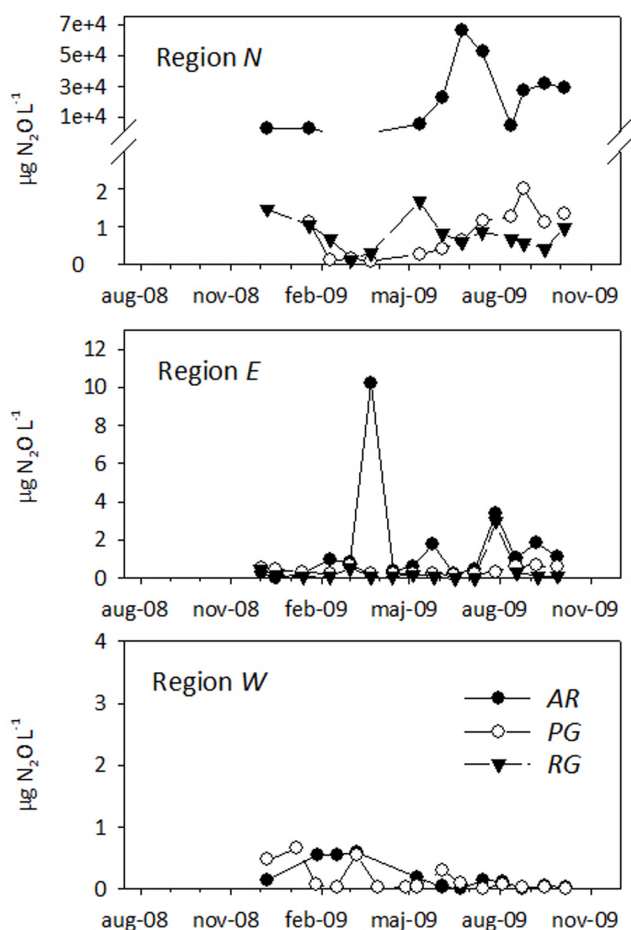 7e+4
Region N
5e+4
3e+4
1e+4
µg N₂O L⁻¹
2
1
0
aug-08 nov-08 feb-09 maj-09 aug-09 nov-09
12
Region E
10
8
6
4
2
0
µg N₂O L⁻¹
aug-08 nov-08 feb-09 maj-09 aug-09 nov-09
4
Region W
AR
3
PG
RG
2
µg N₂O L⁻¹
1
0
aug-08 nov-08 feb-09 maj-09 aug-09 nov-09